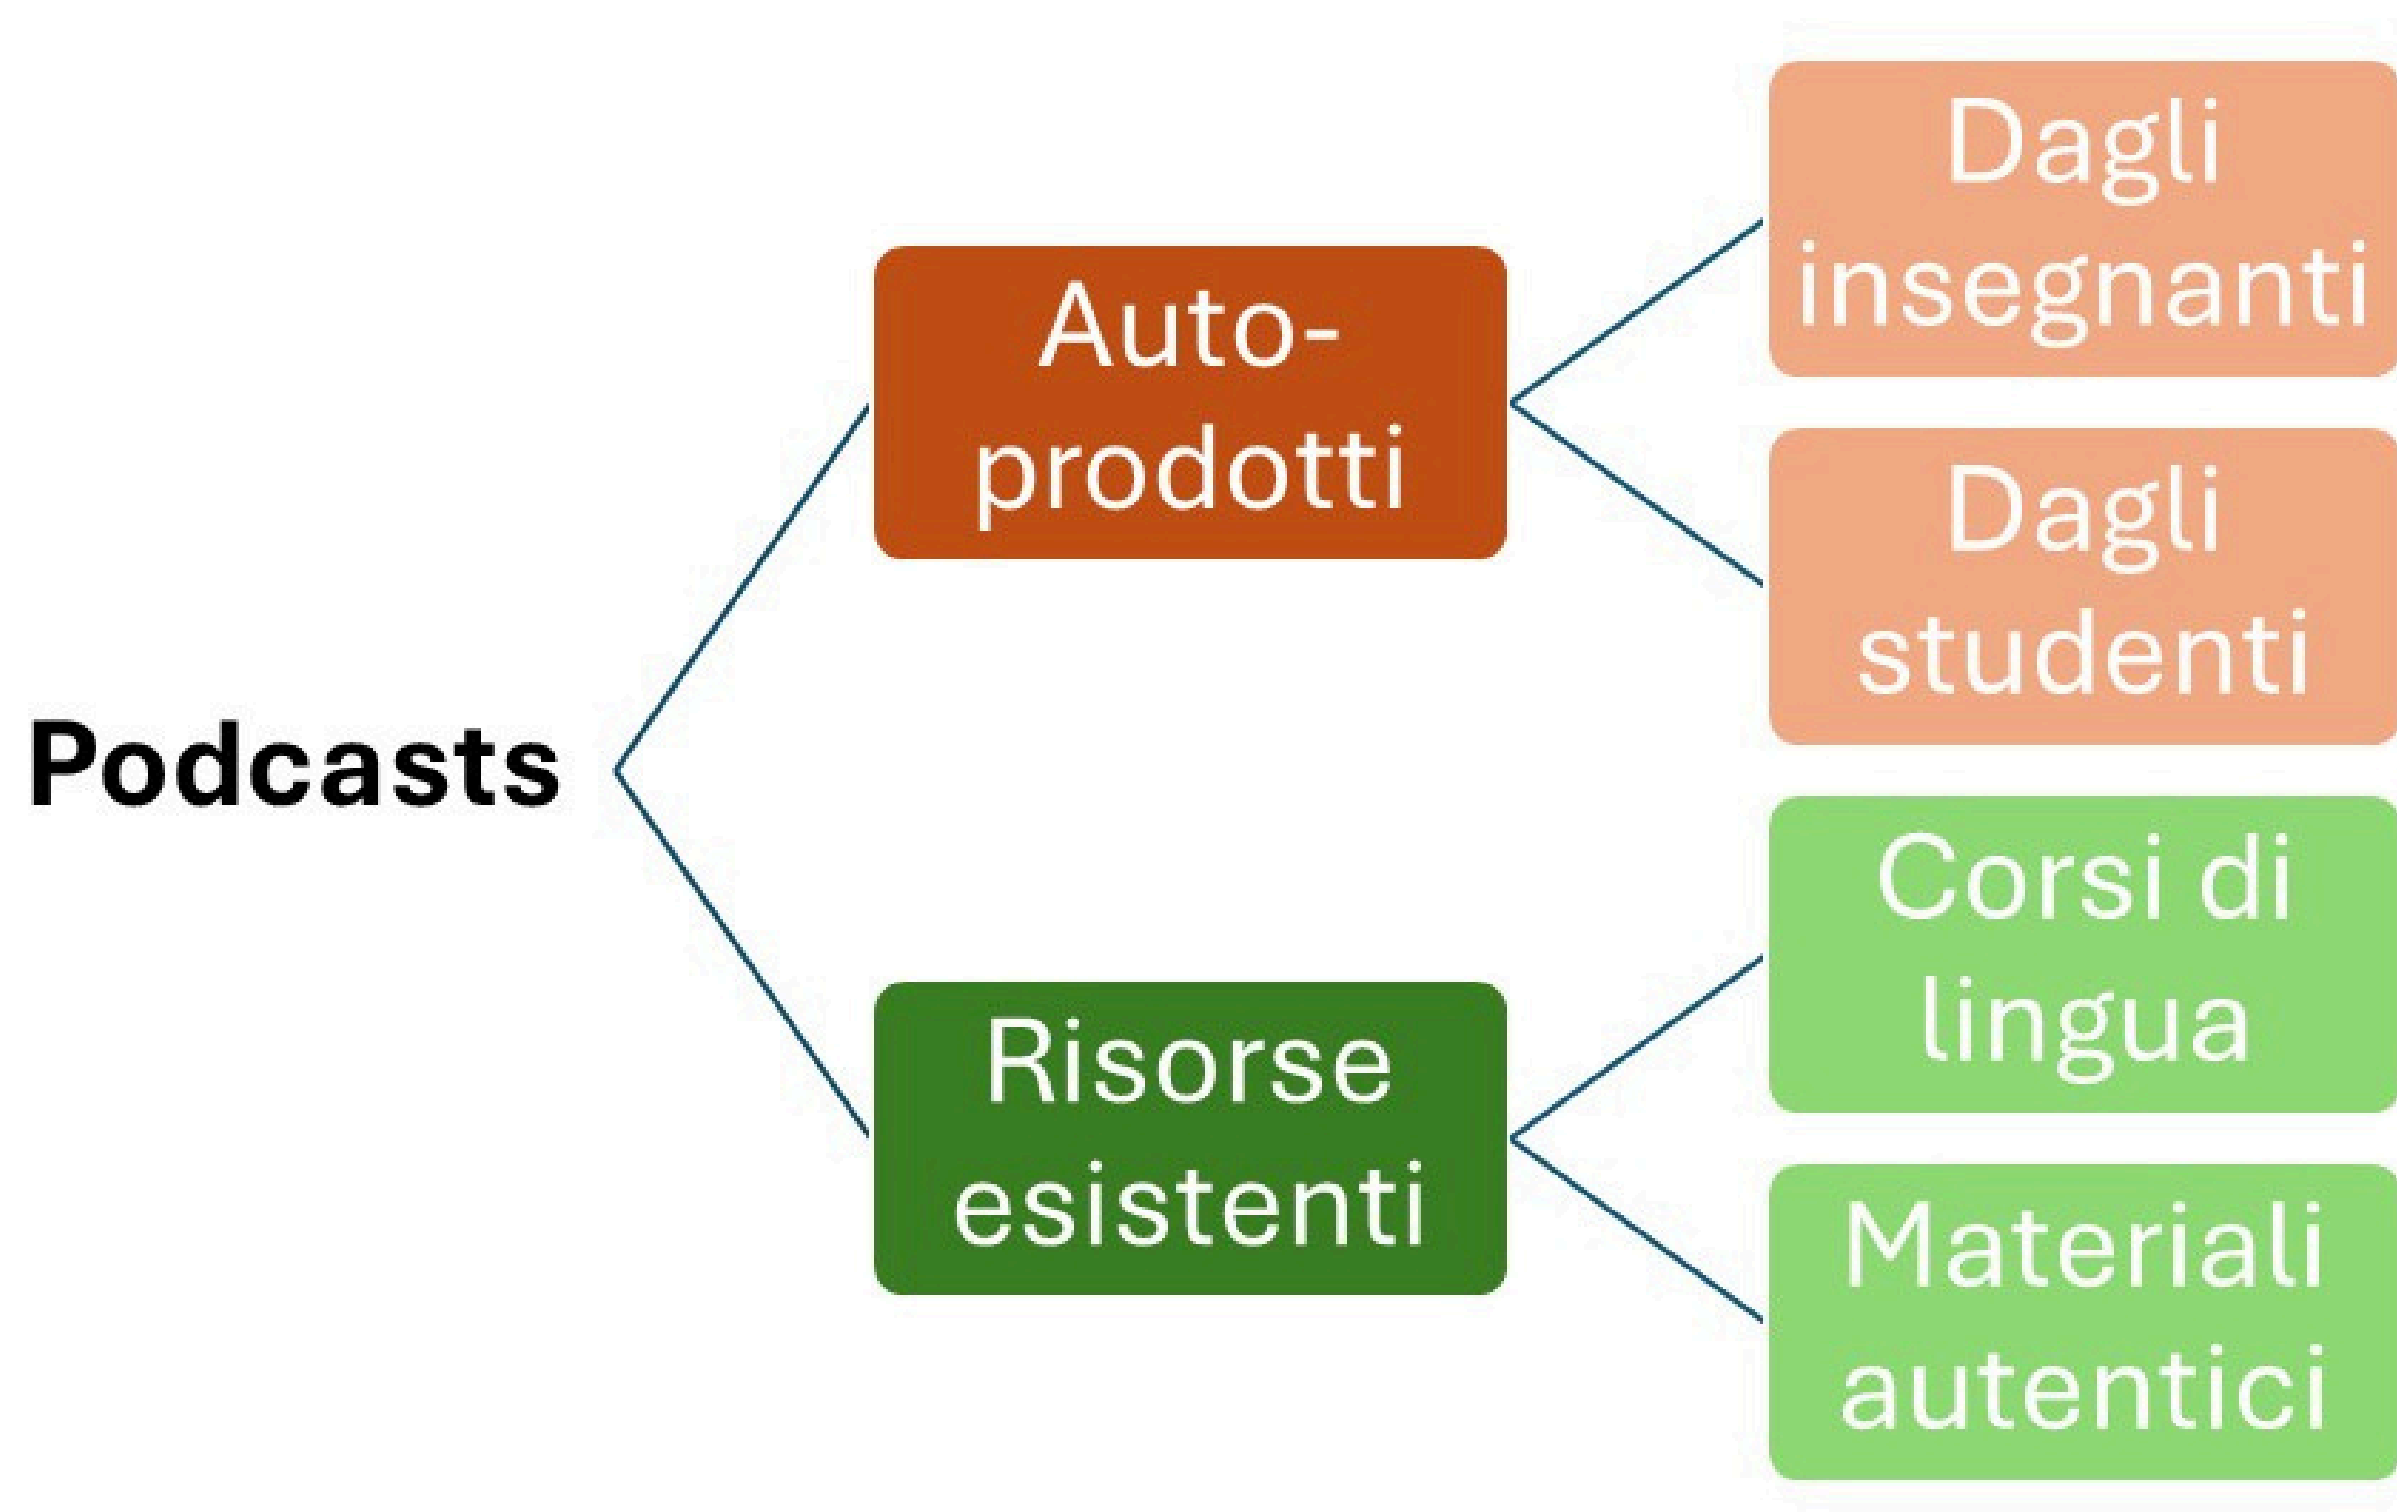 Podcasts
Auto-
prodotti
Dagli
insegnanti
Dagli
studenti
Risorse
esistenti
Corsi di
lingua
Materiali
autentici